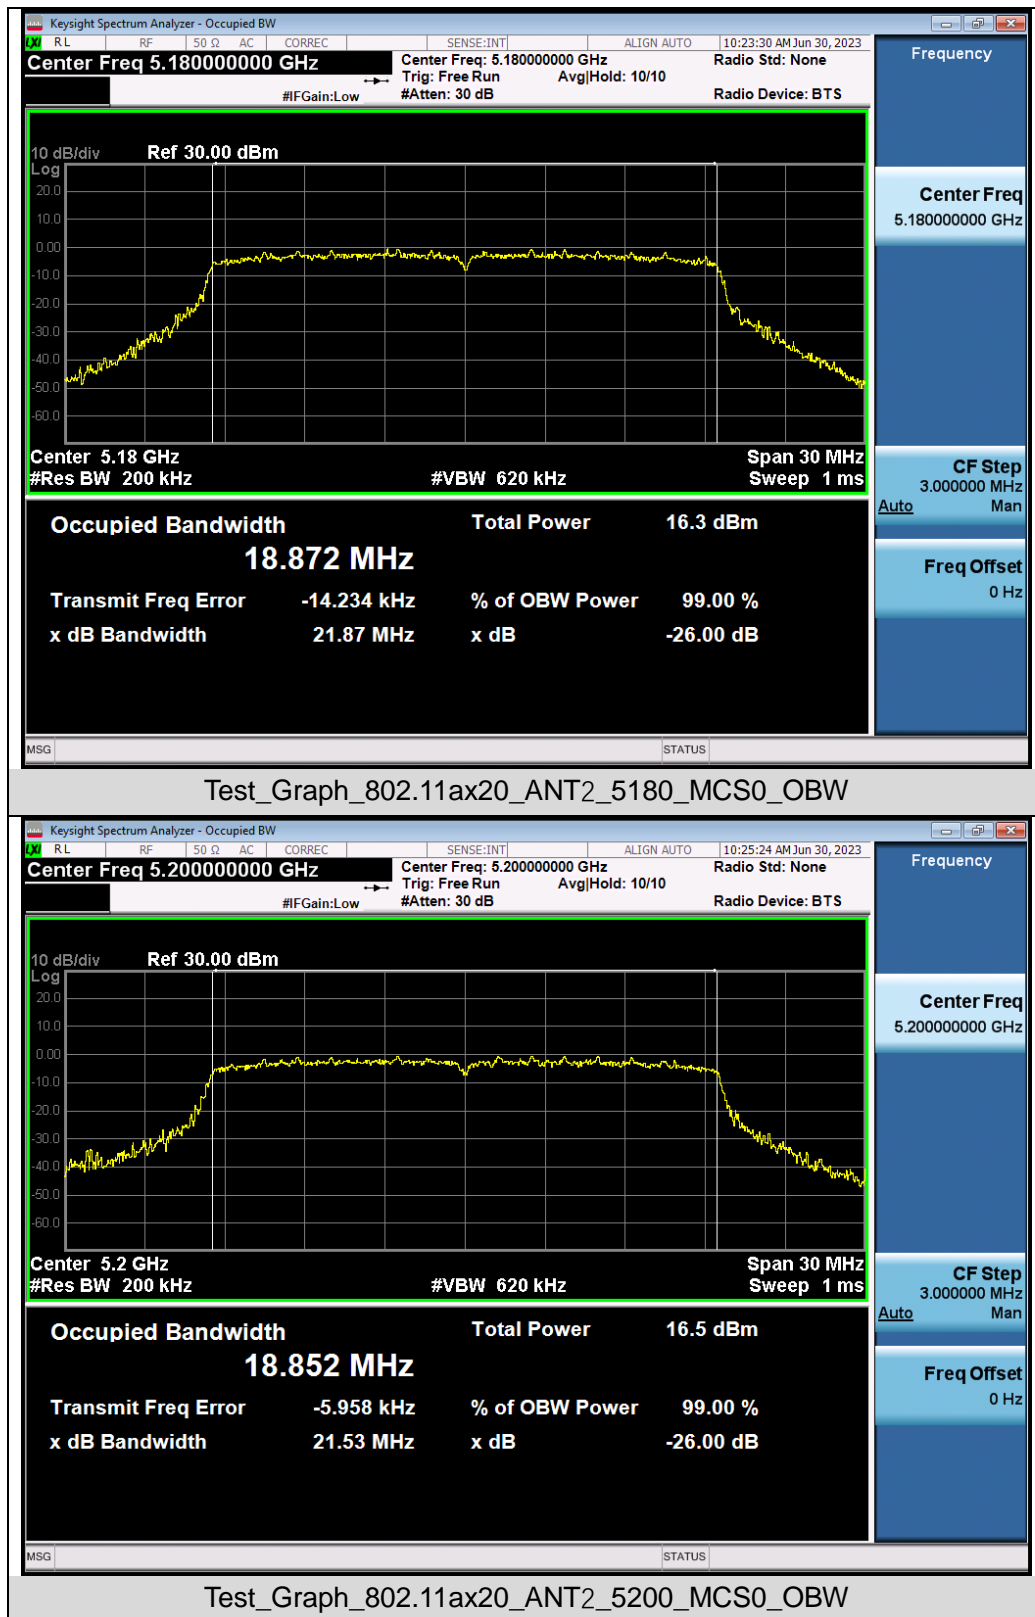 Keysight Spectrum Analyzer - Occupied BW
LXI RL RF 50 Ω AC CORREC SENSE:INT ALIGN AUTO 10:23:30 AM Jun 30, 2023
Center Freq 5.180000000 GHz
Center Freq: 5.180000000 GHz
Radio Std: None
Trig: Free Run Avg|Hold: 10/10
#IFGain:Low #Atten: 30 dB Radio Device: BTS
10 dB/div Ref 30.00 dBm
Log
20.0
10.0
0.00
-10.0
-20.0
-30.0
-40.0
-50.0
-60.0
Center 5.18 GHz Span 30 MHz
#Res BW 200 kHz #VBW 620 kHz Sweep 1 ms
Occupied Bandwidth Total Power 16.3 dBm
18.872 MHz
Transmit Freq Error -14.234 kHz % of OBW Power 99.00 %
x dB Bandwidth 21.87 MHz x dB -26.00 dB
Frequency
Center Freq
5.180000000 GHz
CF Step
3.000000 MHz
Auto Man
Freq Offset
0 Hz
MSG STATUS
Test_Graph_802.11ax20_ANT2_5180_MCS0_OBW
Keysight Spectrum Analyzer - Occupied BW
LXI RL RF 50 Ω AC CORREC SENSE:INT ALIGN AUTO 10:25:24 AM Jun 30, 2023
Center Freq 5.200000000 GHz
Center Freq: 5.200000000 GHz
Radio Std: None
Trig: Free Run Avg|Hold: 10/10
#IFGain:Low #Atten: 30 dB Radio Device: BTS
10 dB/div Ref 30.00 dBm
Log
20.0
10.0
0.00
-10.0
-20.0
-30.0
-40.0
-50.0
-60.0
Center 5.2 GHz Span 30 MHz
#Res BW 200 kHz #VBW 620 kHz Sweep 1 ms
Occupied Bandwidth Total Power 16.5 dBm
18.852 MHz
Transmit Freq Error -5.958 kHz % of OBW Power 99.00 %
x dB Bandwidth 21.53 MHz x dB -26.00 dB
Frequency
Center Freq
5.200000000 GHz
CF Step
3.000000 MHz
Auto Man
Freq Offset
0 Hz
MSG STATUS
Test_Graph_802.11ax20_ANT2_5200_MCS0_OBW